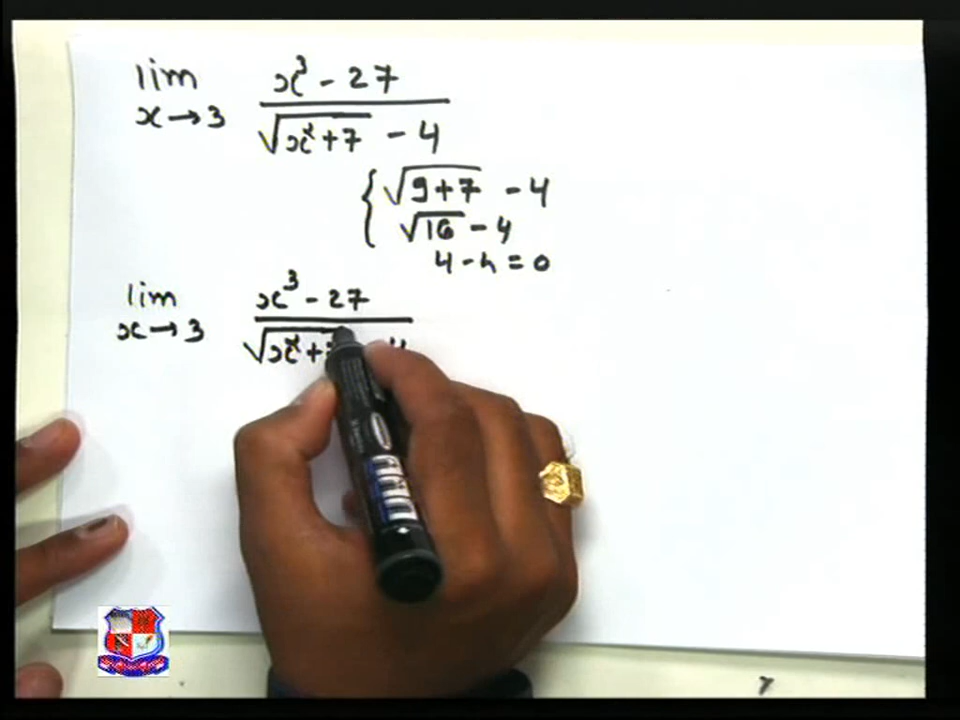 lim x³ - 27
x→3 √x²+7 - 4
{ √9+7 - 4
√16 - 4
4 - 4 = 0
lim x³ - 27
x→3 √x²+